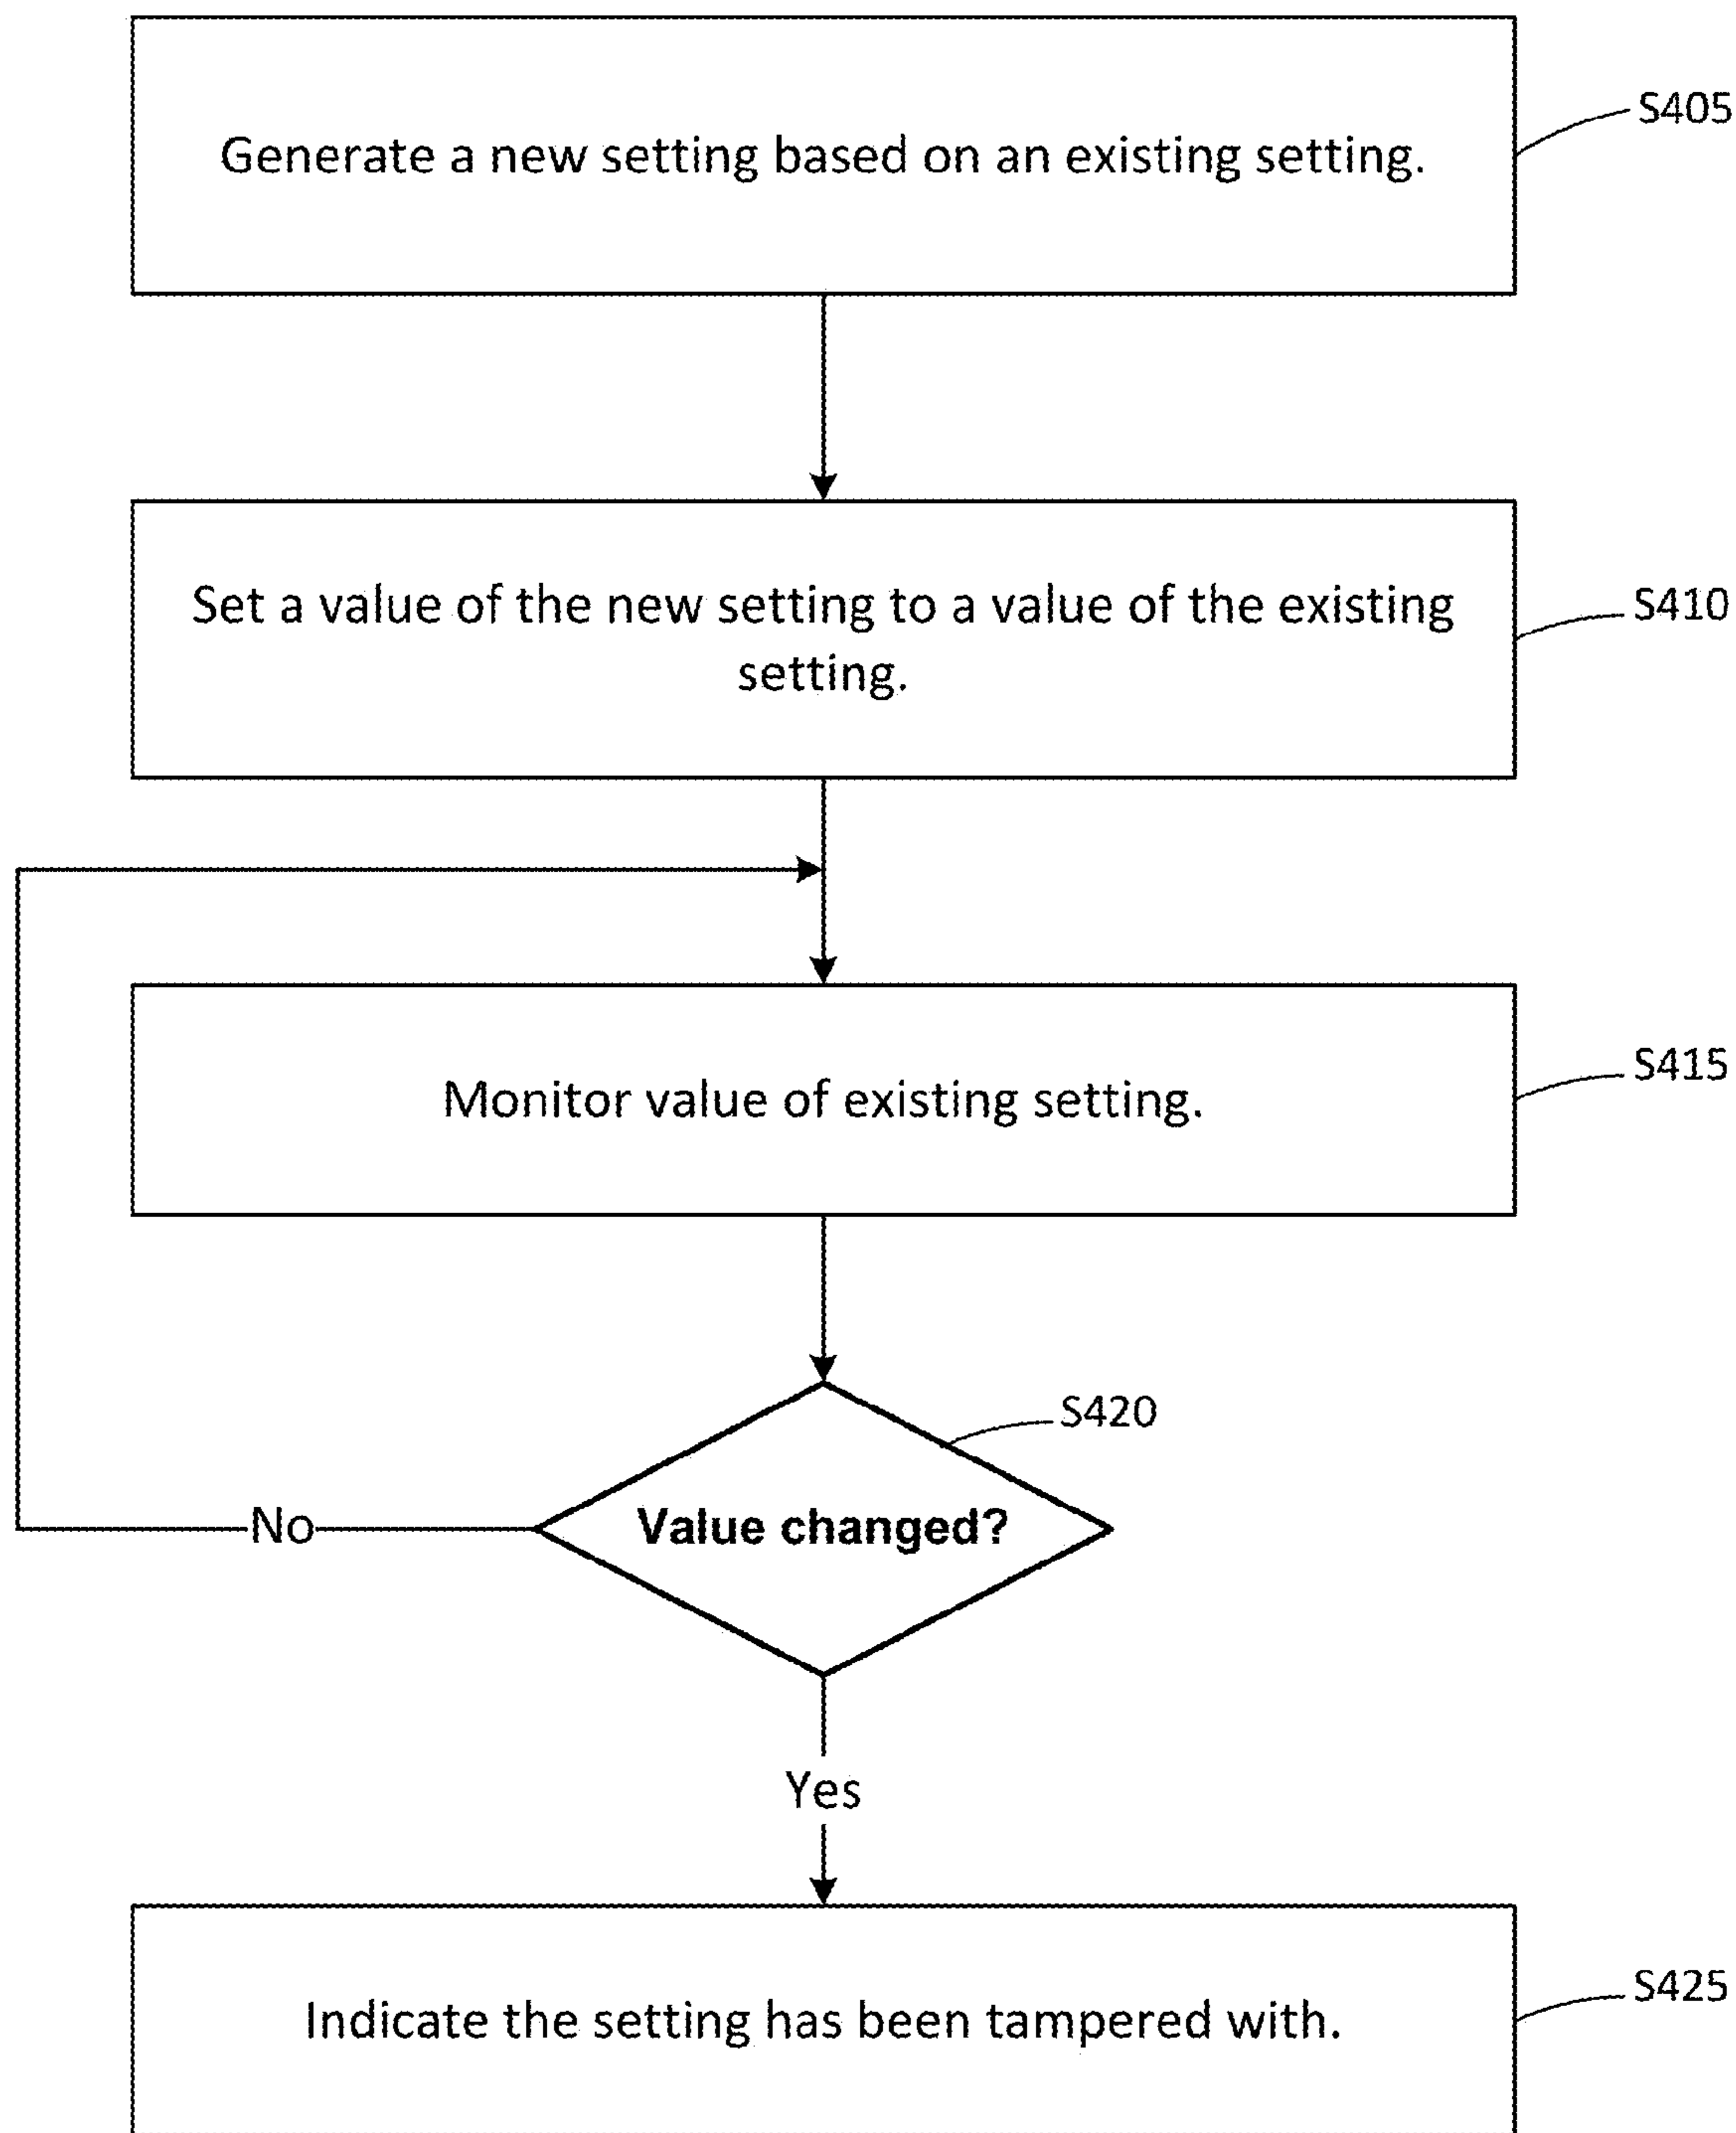 Generate a new setting based on an existing setting.
S405
Set a value of the new setting to a value of the existing
setting.
S410
Monitor value of existing setting.
S415
S420
Value changed?
No
Yes
Indicate the setting has been tampered with.
S425